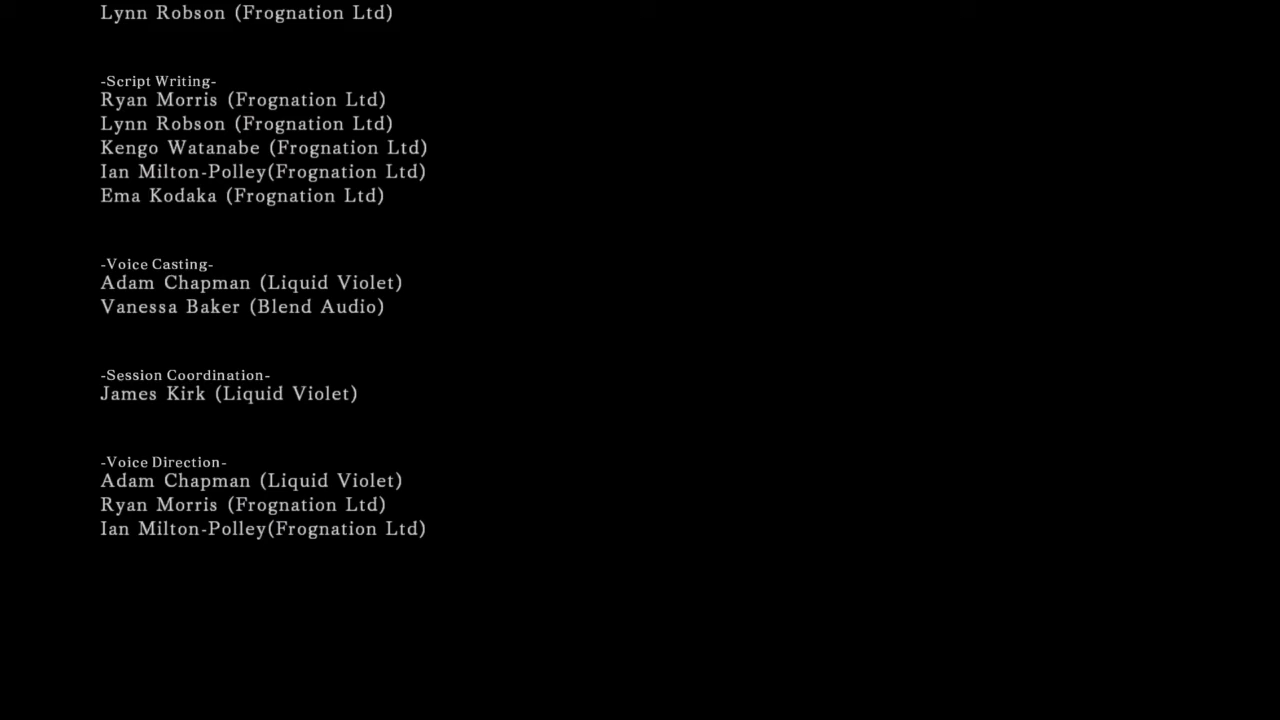 Lynn Robson (Frognation Ltd)
-Script Writing-
Ryan Morris (Frognation Ltd)
Lynn Robson (Frognation Ltd)
Kengo Watanabe (Frognation Ltd)
Ian Milton-Polley(Frognation Ltd)
Ema Kodaka (Frognation Ltd)
-Voice Casting-
Adam Chapman (Liquid Violet)
Vanessa Baker (Blend Audio)
-Session Coordination-
James Kirk (Liquid Violet)
-Voice Direction-
Adam Chapman (Liquid Violet)
Ryan Morris (Frognation Ltd)
Ian Milton-Polley(Frognation Ltd)